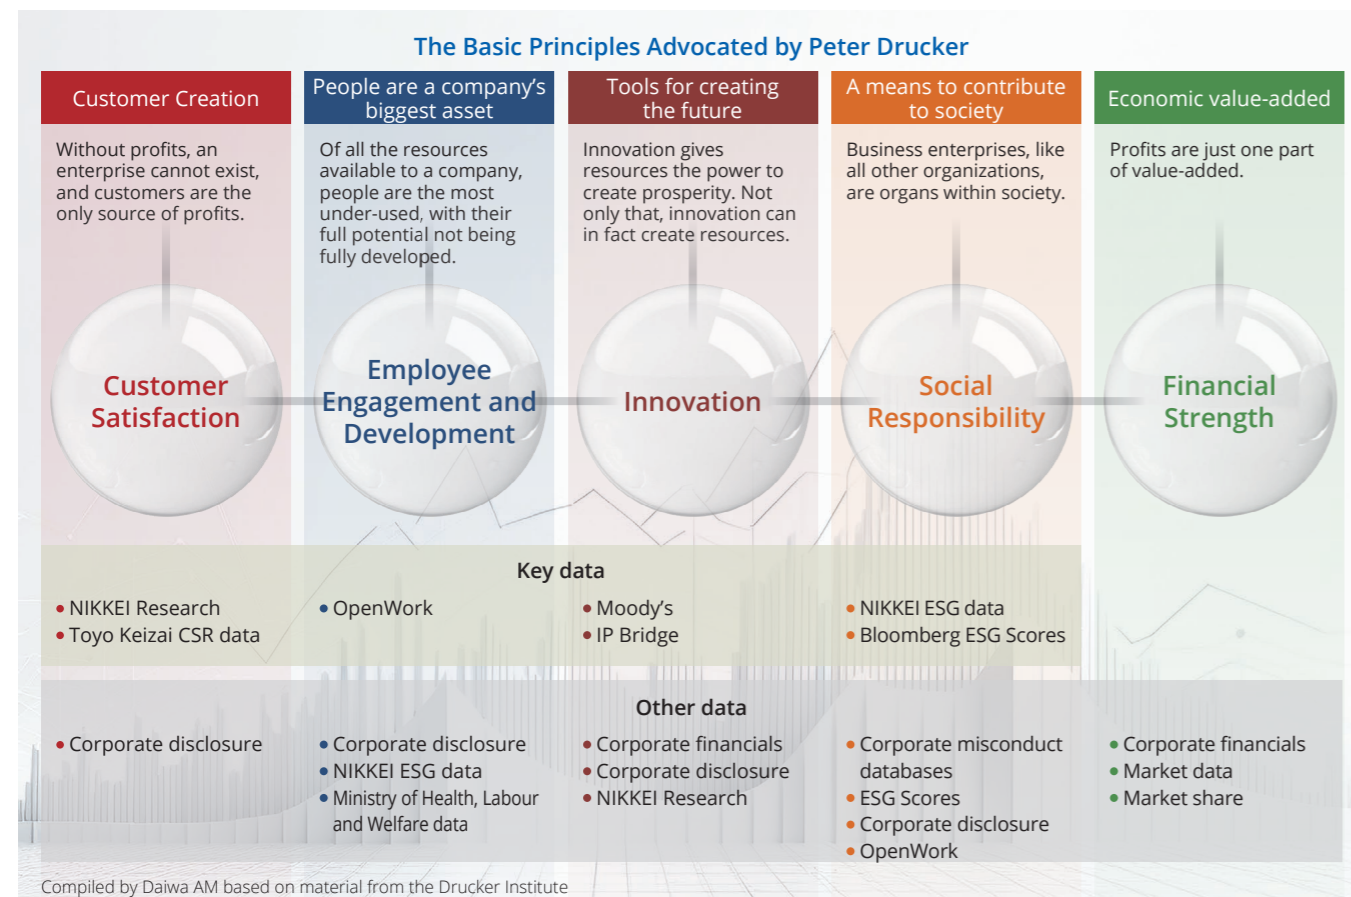 The Basic Principles Advocated by Peter Drucker
Customer Creation
Without profits, an
enterprise cannot exist,
and customers are the
only source of profits.
Customer
Satisfaction
People are a company's
biggest asset
Of all the resources
available to a company,
people are the most
under-used, with their
full potential not being
fully developed.
Employee
Engagement and
Development
Tools for creating
the future
Innovation gives
resources the power to
create prosperity. Not
only that, innovation can
in fact create resources.
Innovation
A means to contribute
to society
Business enterprises, like
all other organizations,
are organs within society.
Social
Responsibility
Economic value-added
Profits are just one part
of value-added.
Financial
Strength
Key data
• NIKKEI Research
• Toyo Keizai CSR data
• OpenWork
• Moody's
• IP Bridge
• NIKKEI ESG data
• Bloomberg ESG Scores
Other data
• Corporate disclosure
• Corporate disclosure
• NIKKEI ESG data
• Ministry of Health, Labour
and Welfare data
• Corporate financials
• Corporate disclosure
• NIKKEI Research
• Corporate misconduct
databases
• ESG Scores
• Corporate disclosure
• OpenWork
• Corporate financials
• Market data
• Market share
Compiled by Daiwa AM based on material from the Drucker Institute